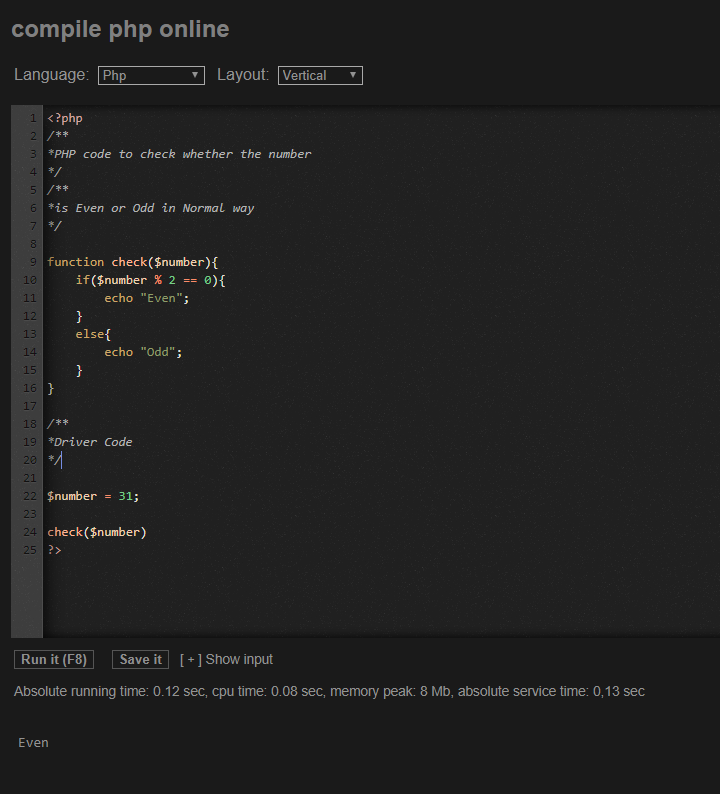 compile php online
Language: Php Layout: Vertical
1 <?php
2 /**
3 *PHP code to check whether the number
4 */
5 /**
6 *is Even or Odd in Normal way
7 */
8
9 function check($number){
10     if($number % 2 == 0){
11         echo "Even";
12     }
13     else{
14         echo "Odd";
15     }
16 }
17
18 /**
19 *Driver Code
20 */
21
22 $number = 31;
23
24 check($number)
25 ?>
Run it (F8) Save it [ + ] Show input
Absolute running time: 0.12 sec, cpu time: 0.08 sec, memory peak: 8 Mb, absolute service time: 0,13 sec
Even